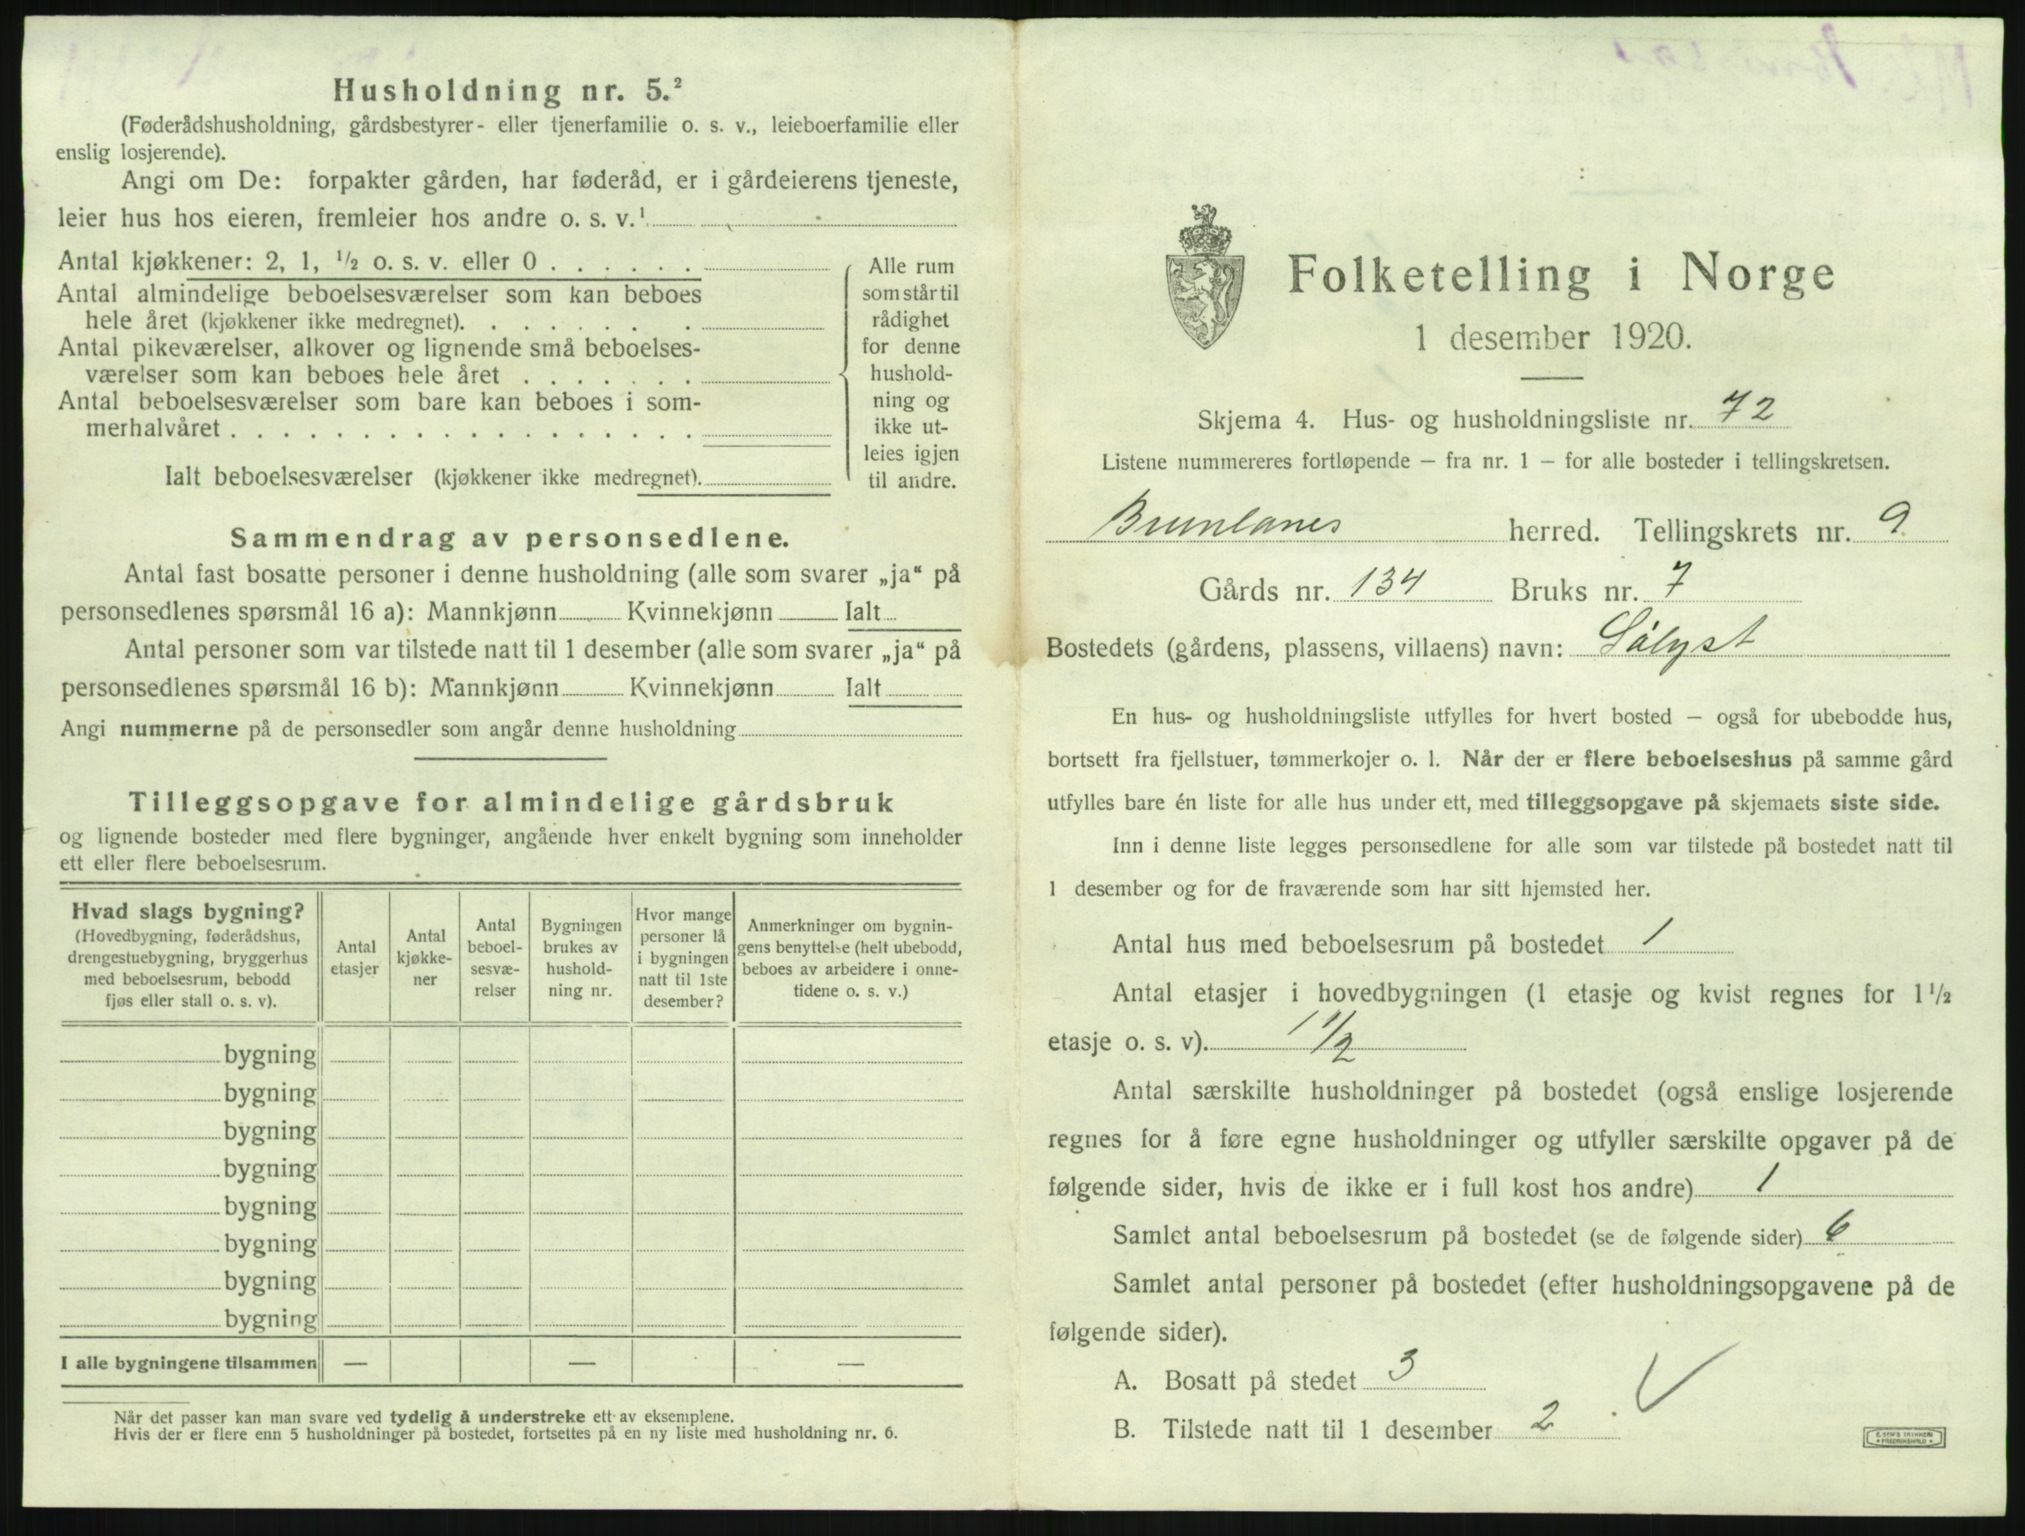 Husholdning nr. 5.²
(Føderådshusholdning, gårdsbestyrer- eller tjenerfamilie o. s. v., leieboerfamilie eller
enslig losjerende).
Angi om De: forpakter gården, har føderåd, er i gårdeierens tjeneste,
leier hus hos eieren, fremleier hos andre o. s. v.¹
Antal kjøkkener: 2, 1, ½ o. s. v. eller 0 . . . . . .
Antal almindelige beboelsesværelser som kan beboes
hele året (kjøkkener ikke medregnet). . . . . . . .
Antal pikeværelser, alkover og lignende små beboelses-
værelser som kan beboes hele året . . . . . . .
Antal beboelsesværelser som bare kan beboes i som-
merhalvåret . . . . . . . . . . . . . . . . . .
Ialt beboelsesværelser (kjøkkener ikke medregnet).
Alle rum
som står til
rådighet
for denne
hushold-
ning og
ikke ut-
leies igjen
til andre.
Sammendrag av personsedlene.
Antal fast bosatte personer i denne husholdning (alle som svarer „ja“ på
personsedlenes spørsmål 16 a): Mannkjønn Kvinnekjønn Ialt
Antal personer som var tilstede natt til 1 desember (alle som svarer „ja“ på
personsedlenes spørsmål 16 b): Mannkjønn Kvinnekjønn Ialt
Angi nummerne på de personsedler som angår denne husholdning
Tilleggsopgave for almindelige gårdsbruk
og lignende bosteder med flere bygninger, angående hver enkelt bygning som inneholder
ett eller flere beboelsesrum.
Hvad slags bygning?
(Hovedbygning, føderådshus,
drengestuebygning, bryggerhus
med beboelsesrum, bebodd
fjøs eller stall o. s. v).
Antal
etasjer
Antal
kjøkke-
ner
Antal
beboel-
sesvæ-
relser
Bygningen
brukes av
hushold-
ning nr.
Hvor mange
personer lå
i bygningen
natt til 1ste
desember?
Anmerkninger om bygnin-
gens benyttelse (helt ubebodd,
beboes av arbeidere i onne-
tidene o. s. v.)
bygning
bygning
bygning
bygning
bygning
bygning
bygning
bygning
I alle bygningene tilsammen — — —
Når det passer kan man svare ved tydelig å understreke ett av eksemplene.
Hvis der er flere enn 5 husholdninger på bostedet, fortsettes på en ny liste med husholdning nr. 6.
Folketelling i Norge
1 desember 1920.
Skjema 4. Hus- og husholdningsliste nr. 72
Listene nummereres fortløpende – fra nr. 1 – for alle bosteder i tellingskretsen.
Brunlanes herred. Tellingskrets nr. 9.
Gårds nr. 134 Bruks nr. 7
Bostedets (gårdens, plassens, villaens) navn: Sólyst
En hus- og husholdningsliste utfylles for hvert bosted – også for ubebodde hus,
bortsett fra fjellstuer, tømmerkojer o. l. Når der er flere beboelseshus på samme gård
utfylles bare én liste for alle hus under ett, med tilleggsopgave på skjemaets siste side.
Inn i denne liste legges personsedlene for alle som var tilstede på bostedet natt til
1 desember og for de fraværende som har sitt hjemsted her.
Antal hus med beboelsesrum på bostedet 1
Antal etasjer i hovedbygningen (1 etasje og kvist regnes for 1 ½
etasje o. s. v). 1 ½
Antal særskilte husholdninger på bostedet (også enslige losjerende
regnes for å føre egne husholdninger og utfyller særskilte opgaver på de
følgende sider, hvis de ikke er i full kost hos andre) 1
Samlet antal beboelsesrum på bostedet (se de følgende sider) 6
Samlet antal personer på bostedet (efter husholdningsopgavene på de
følgende sider).
A. Bosatt på stedet 3
B. Tilstede natt til 1 desember 2